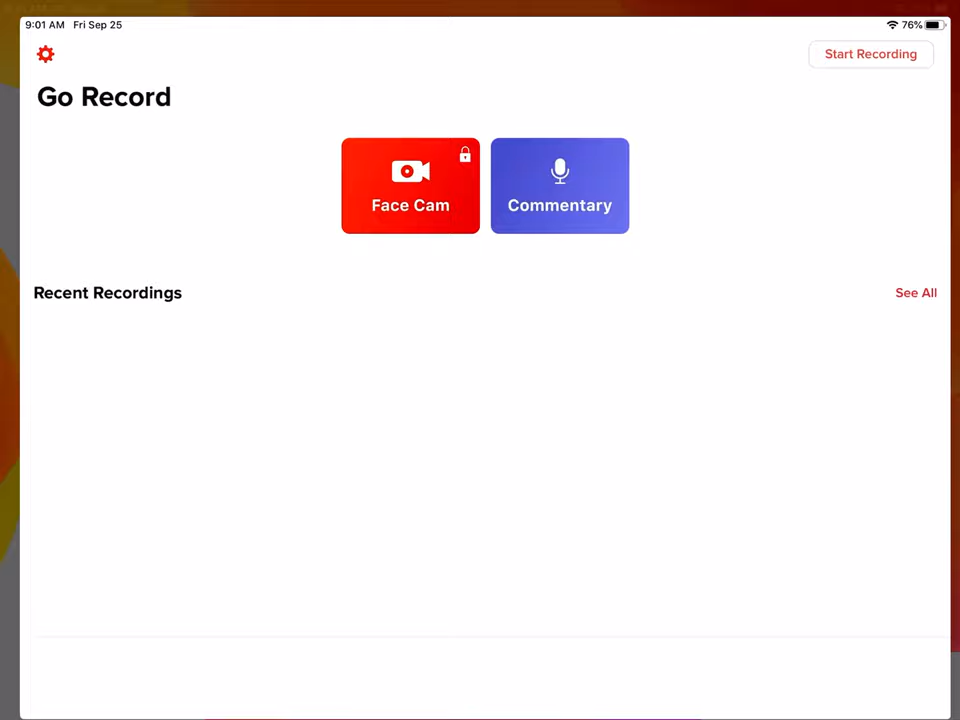 9:01 AM Fri Sep 25 76%
Start Recording
Go Record
Face Cam
Commentary
Recent Recordings
See All